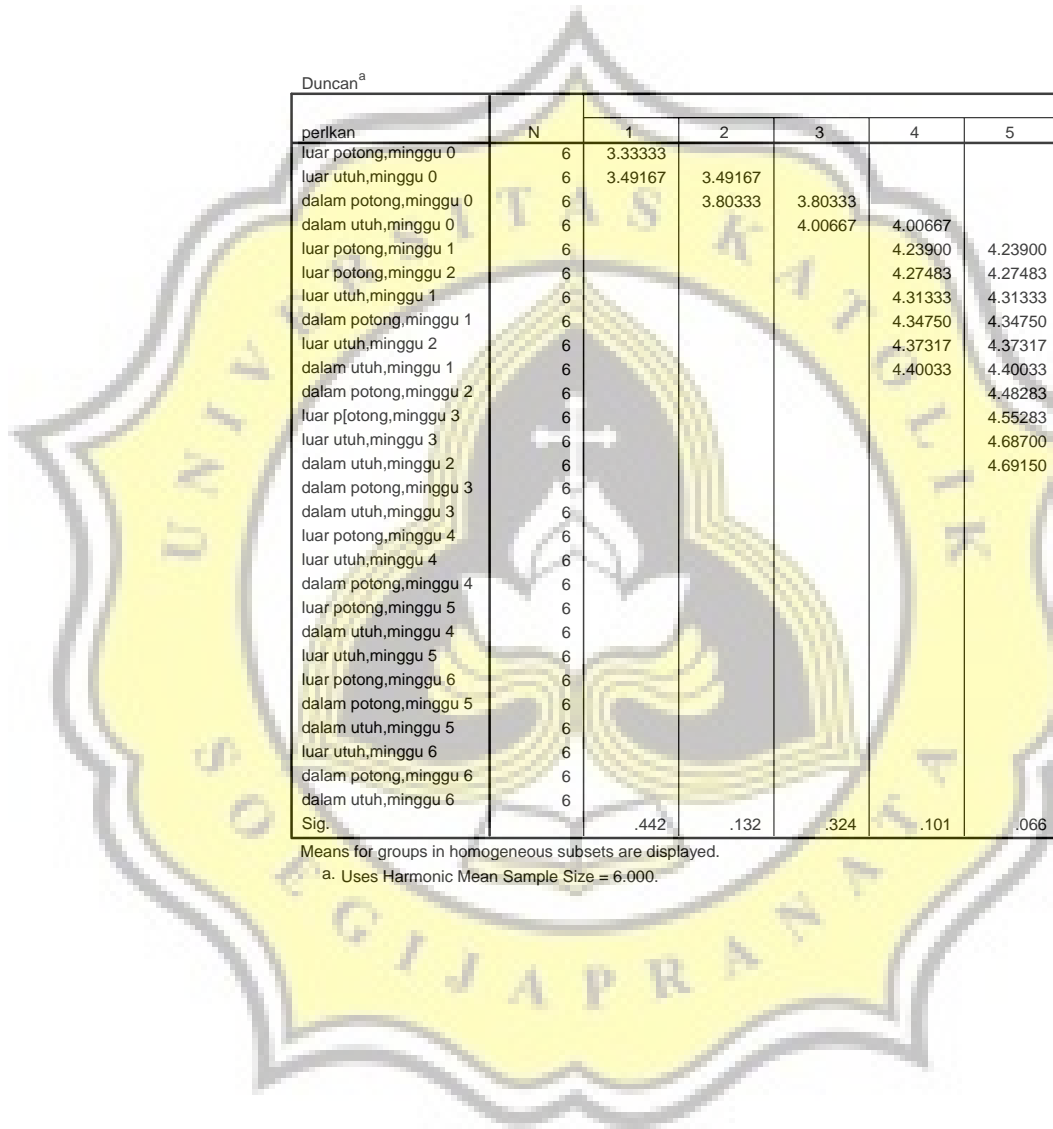 Duncan a
perlkan N 1 2 3 4 5
luar potong,minggu 0 6 3.33333
luar utuh,minggu 0 6 3.49167 3.49167
dalam potong,minggu 0 6 3.80333 3.80333
dalam utuh,minggu 0 6 4.00667 4.00667
luar potong,minggu 1 6 4.23900 4.23900
luar potong,minggu 2 6 4.27483 4.27483
luar utuh,minggu 1 6 4.31333 4.31333
dalam potong,minggu 1 6 4.34750 4.34750
luar utuh,minggu 2 6 4.37317 4.37317
dalam utuh,minggu 1 6 4.40033 4.40033
dalam potong,minggu 2 6 4.48283
luar p[otong,minggu 3 6 4.55283
luar utuh,minggu 3 6 4.68700
dalam utuh,minggu 2 6 4.69150
dalam potong,minggu 3 6
dalam utuh,minggu 3 6
luar potong,minggu 4 6
luar utuh,minggu 4 6
dalam potong,minggu 4 6
luar potong,minggu 5 6
dalam utuh,minggu 4 6
luar utuh,minggu 5 6
luar potong,minggu 6 6
dalam potong,minggu 5 6
dalam utuh,minggu 5 6
luar utuh,minggu 6 6
dalam potong,minggu 6 6
dalam utuh,minggu 6 6
Sig. .442 .132 .324 .101 .066
Means for groups in homogeneous subsets are displayed.
a. Uses Harmonic Mean Sample Size = 6.000.
UNIVERSITAS KATOLIK
SOEGIJAPRANATA